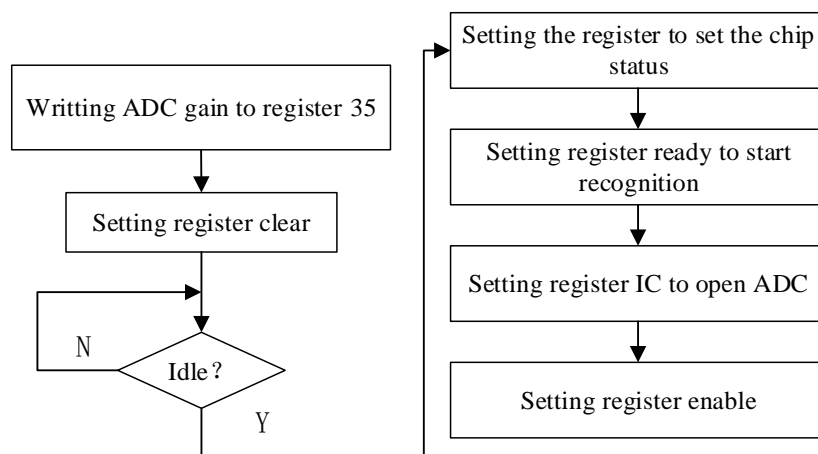 Writting ADC gain to register 35
Setting register clear
N
Idle？
Y
Setting the register to set the chip
status
Setting register ready to start
recognition
Setting register IC to open ADC
Setting register enable